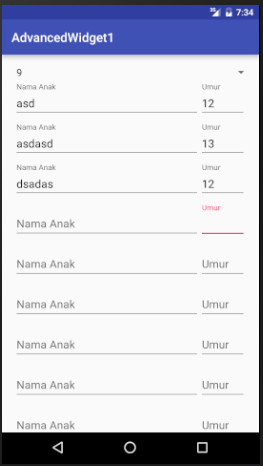 7:34
AdvancedWidget1
9
Nama Anak Umur
asd 12
Nama Anak Umur
asdasd 13
Nama Anak Umur
dsadas 12
Umur
Nama Anak
Nama Anak Umur
Nama Anak Umur
Nama Anak Umur
Nama Anak Umur
Nama Anak Umur